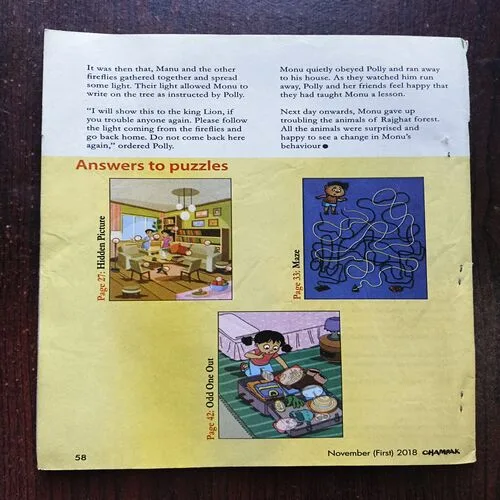 It was then that, Manu and the other
fireflies gathered together and spread
some light. Their light allowed Monu to
write on the tree as instructed by Polly.
"I will show this to the king Lion, if
you trouble anyone again. Please follow
the light coming from the fireflies and
go back home. Do not come back here
again," ordered Polly.
Monu quietly obeyed Polly and ran away
to his house. As they watched him run
away, Polly and her friends feel happy that
they had taught Monu a lesson.
Next day onwards, Monu gave up
troubling the animals of Rajghat forest.
All the animals were surprised and
happy to see a change in Monu's
behaviour
Answers to puzzles
Page 27: Hidden Picture
Page 33: Maze
Page 42: Odd One Out
58
November (First) 2018 CHAMPAK